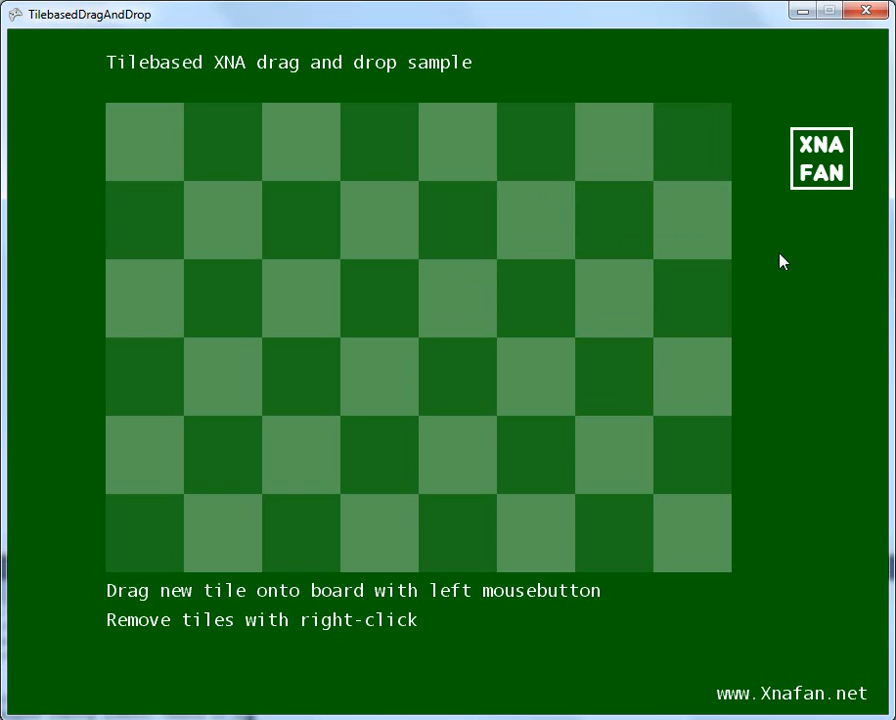 TilebasedDragAndDrop
Tilebased XNA drag and drop sample
XNA
FAN
Drag new tile onto board with left mousebutton
Remove tiles with right-click
www.Xnafan.net